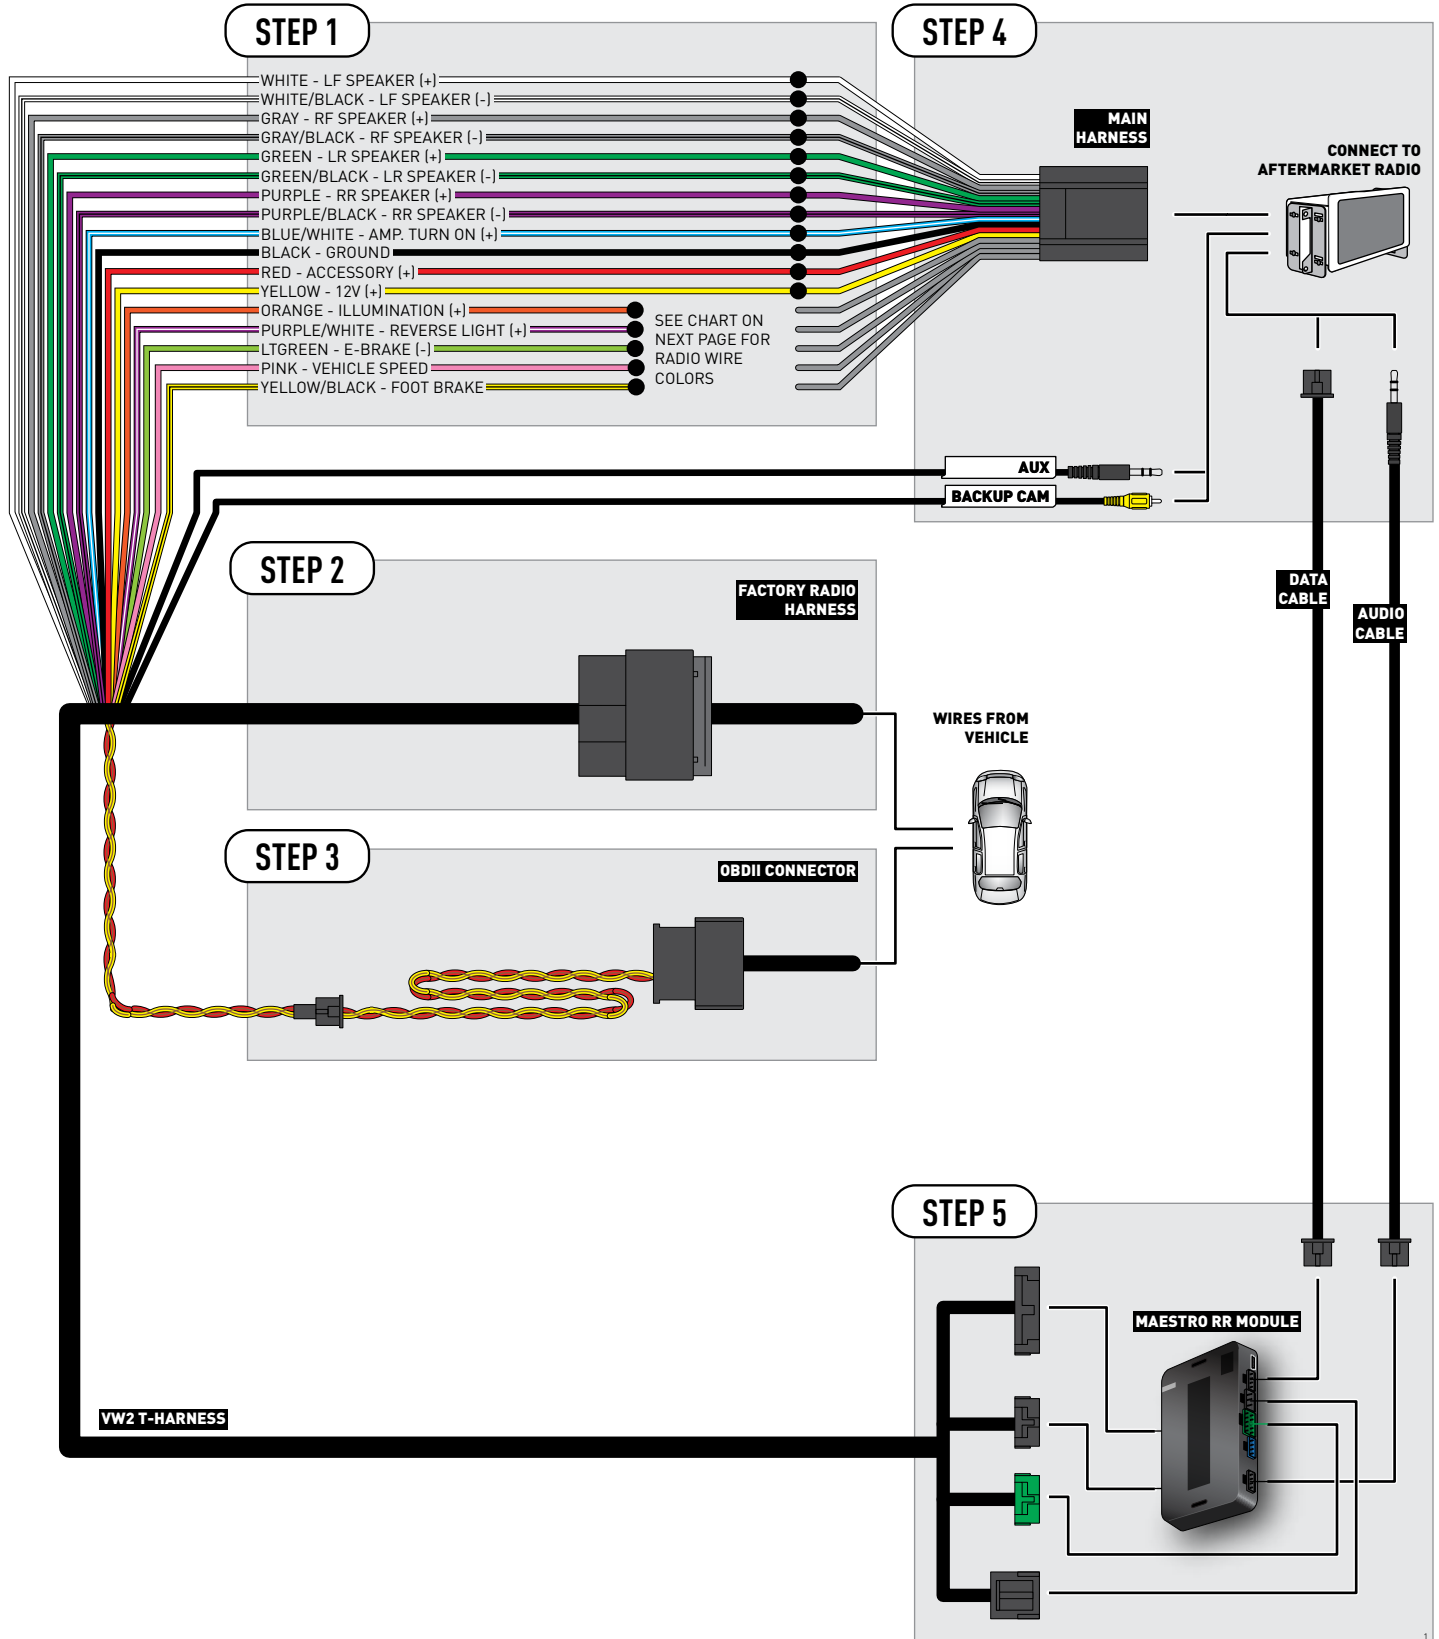 STEP 1
WHITE - LF SPEAKER (+)
WHITE/BLACK - LF SPEAKER (-)
GRAY - RF SPEAKER (+)
GRAY/BLACK - RF SPEAKER (-)
GREEN - LR SPEAKER (+)
GREEN/BLACK - LR SPEAKER (-)
PURPLE - RR SPEAKER (+)
PURPLE/BLACK - RR SPEAKER (-)
BLUE/WHITE - AMP. TURN ON (+)
BLACK - GROUND
RED - ACCESSORY (+)
YELLOW - 12V (+)
ORANGE - ILLUMINATION (+)
PURPLE/WHITE - REVERSE LIGHT (+)
LTGREEN - E-BRAKE (-)
PINK - VEHICLE SPEED
YELLOW/BLACK - FOOT BRAKE
SEE CHART ON
NEXT PAGE FOR
RADIO WIRE
COLORS
STEP 4
MAIN
HARNESS
CONNECT TO
AFTERMARKET RADIO
AUX
BACKUP CAM
DATA
CABLE
AUDIO
CABLE
STEP 2
FACTORY RADIO
HARNESS
WIRES FROM
VEHICLE
STEP 3
OBDII CONNECTOR
STEP 5
MAESTRO RR MODULE
VW2 T-HARNESS
1